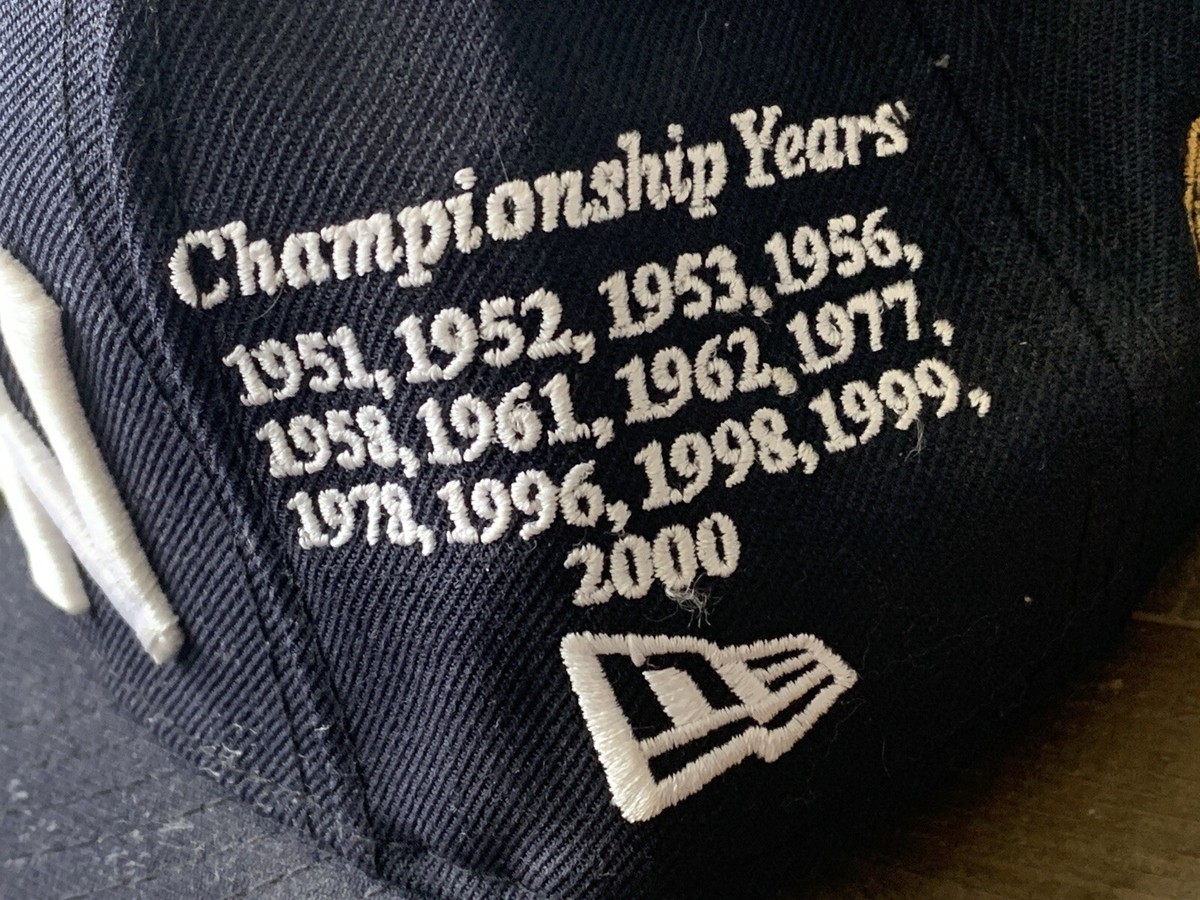 Championship Years
1951, 1952, 1953, 1956,
1958, 1961, 1962, 1977,
1978, 1996, 1998, 1999,
2000